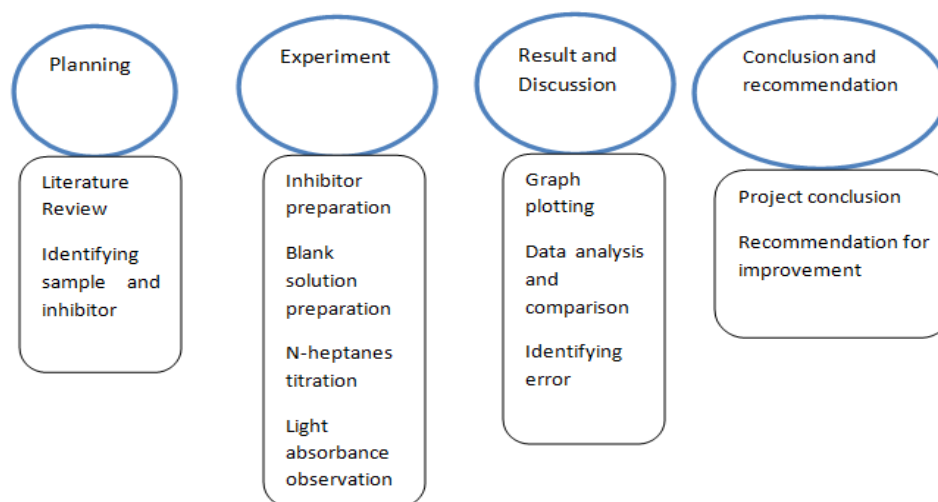 Planning
Literature
Review
Identifying
sample and
inhibitor
Experiment
Inhibitor
preparation
Blank
solution
preparation
N-heptanes
titration
Light
absorbance
observation
Result and
Discussion
Graph
plotting
Data analysis
and
comparison
Identifying
error
Conclusion and
recommendation
Project conclusion
Recommendation for
improvement